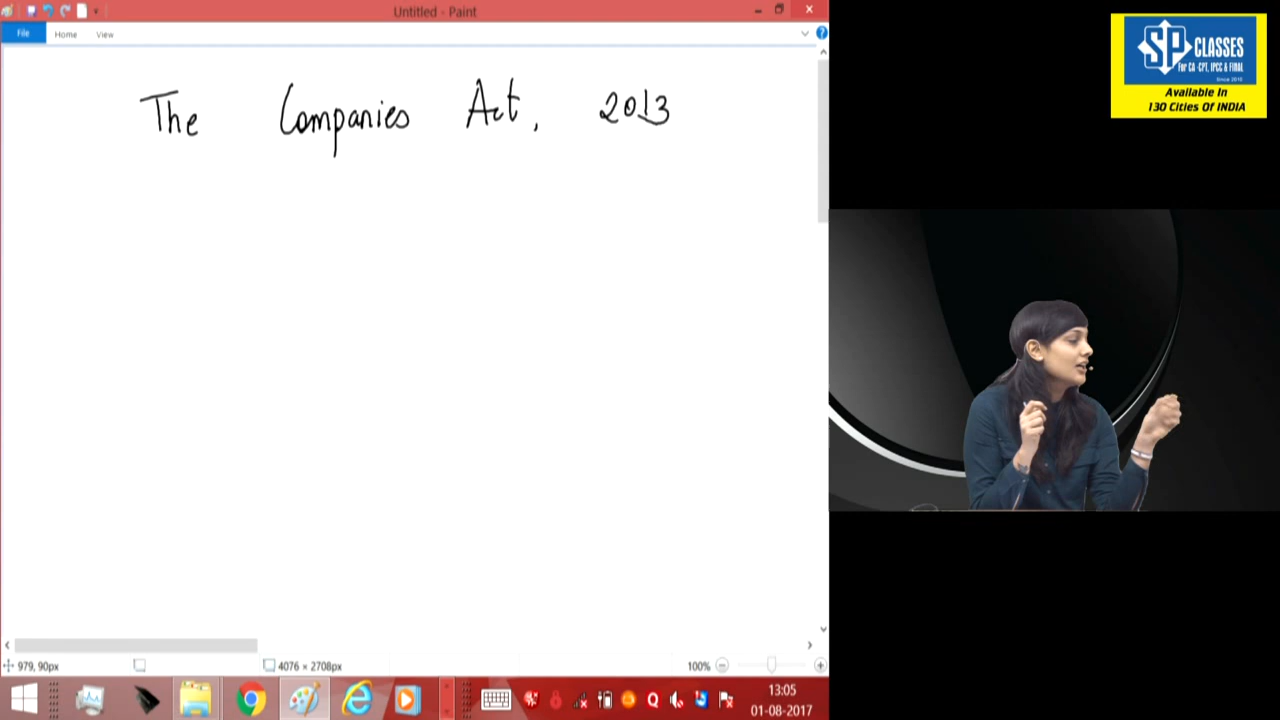 Untitled - Paint
File Home View
The Companies Act, 2013
979, 90px
4076 × 2708px
100%
13:05
01-08-2017
SP CLASSES
For CA -CPT, IPCC & FINAL
Since 2010
Available In
130 Cities Of INDIA